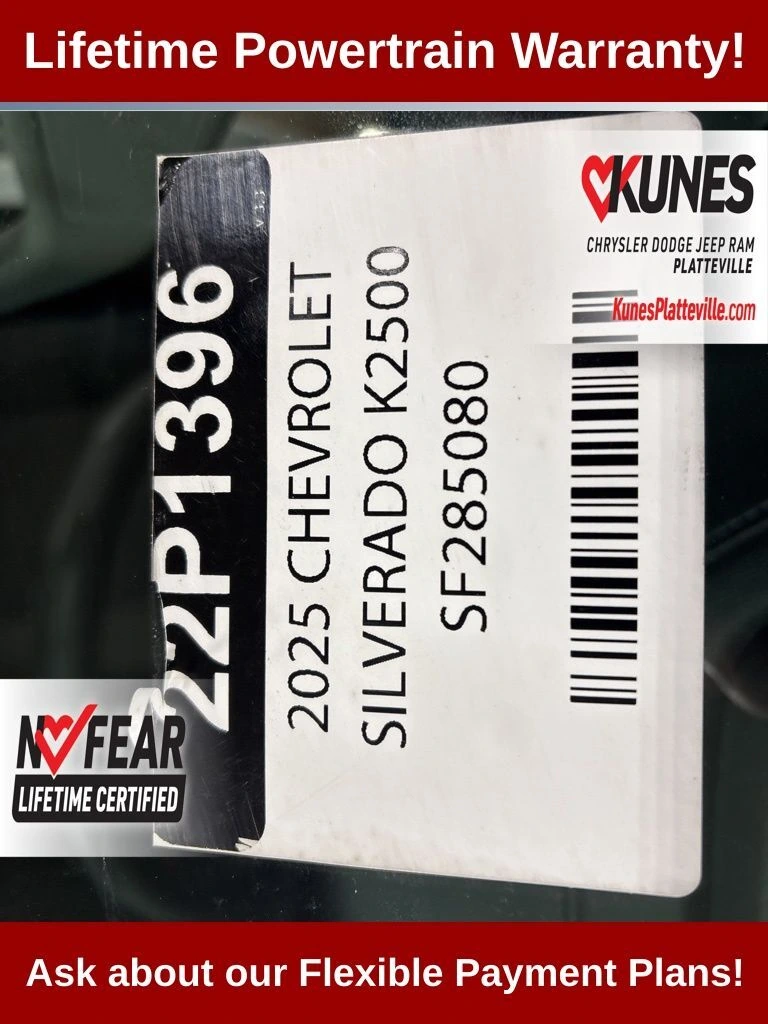 Lifetime Powertrain Warranty!
KUNES
CHRYSLER DODGE JEEP RAM
PLATTEVILLE
KunesPlatteville.com
22P1396
2025 CHEVROLET
SILVERADO K2500
SF285080
NO FEAR
LIFETIME CERTIFIED
Ask about our Flexible Payment Plans!